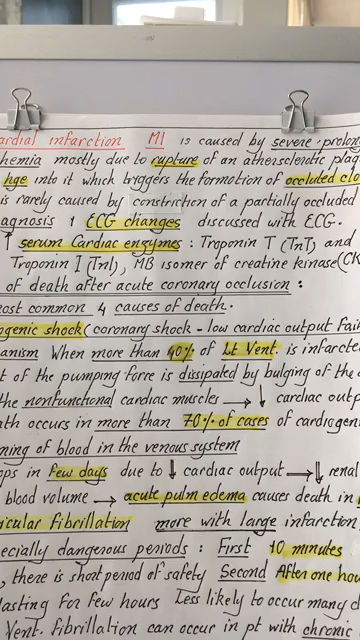 ardial infarction MI is caused by severe prolon
hemia mostly due to rupture of an atherosclerotic plaq
hge into it which triggers the formation of occluded clo
is rarely caused by constriction of a partially occluded
agnosis ↑ ECG changes discussed with ECG.
↑ serum Cardiac enzymes : Troponin T (TnT) and
Troponin I (TnI), MB isomer of creatine kinase (CK
of death after acute coronary occlusion :
ost common 4 causes of death.
ogenic shock (coronary shock - low cardiac output Fail
anism When more than 40% of Lt Vent. is infarcte
t of the pumping force is dissipated by bulging of the d
the nonfunctional cardiac muscles → ↓ cardiac outp
ath occurs in more than 70% of cases of cardiogen
ming of blood in the venous system
ops in few days due to ↓ cardiac output → ↓ renal
blood volume → acute pulm edema causes death in
icular Fibrillation more with large infarction
ecially dangerous periods : First 10 minutes
, there is short period of safety Second After one hou
lasting for few hours Less likely to occur many d
Vent. fibrillation can occur in pt with chronic